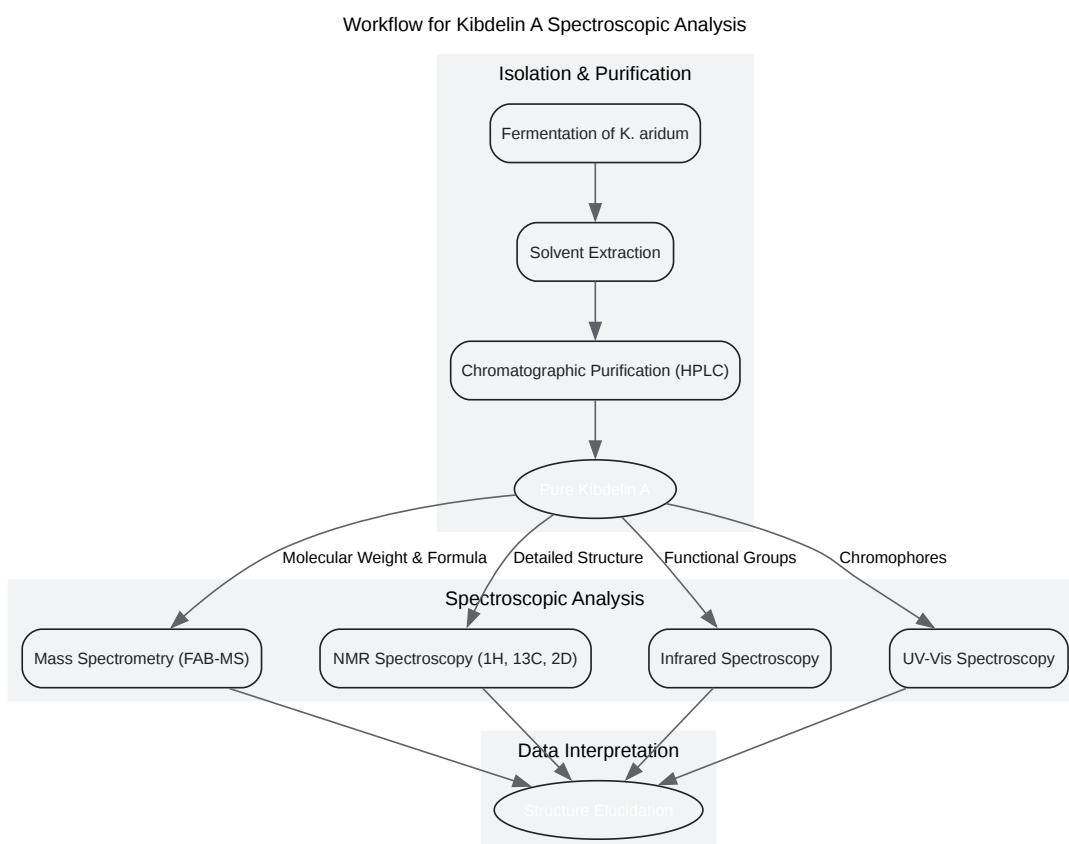 Workflow for Kibdelin A Spectroscopic Analysis
Isolation & Purification
Fermentation of K. aridum
Solvent Extraction
Chromatographic Purification (HPLC)
Pure Kibdelin A
Molecular Weight & Formula
Detailed Structure
Functional Groups
Chromophores
Spectroscopic Analysis
Mass Spectrometry (FAB-MS)
NMR Spectroscopy (1H, 13C, 2D)
Infrared Spectroscopy
UV-Vis Spectroscopy
Data Interpretation
Structure Elucidation